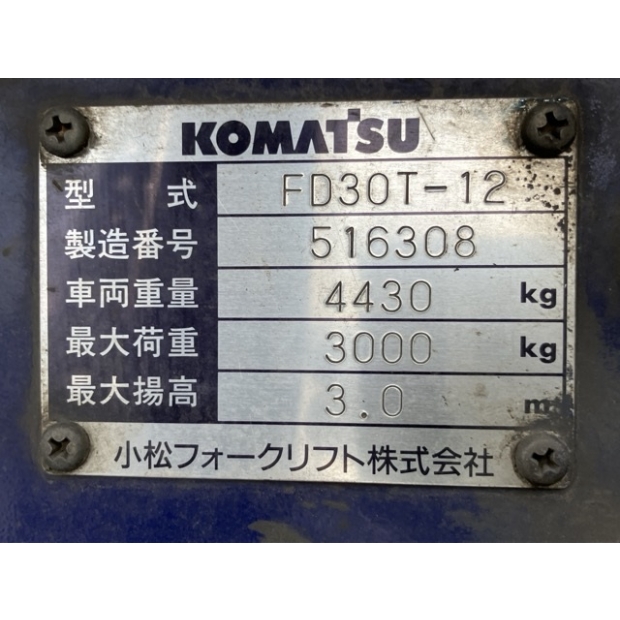 KOMATSU
型 式 FD30T-12
製造番号 516308
車両重量 4430 kg
最大荷重 3000 kg
最大揚高 3.0 m
小松フォークリフト株式会社